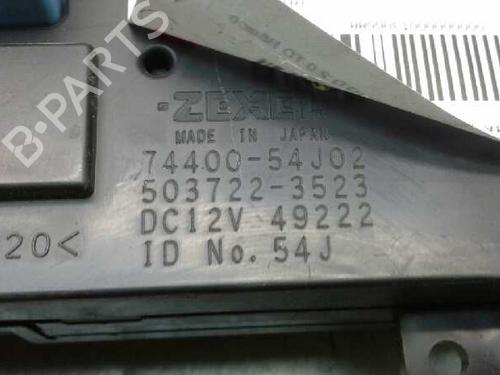 ZEXEL
MADE IN JAPAN
74400-54J02
503722-3523
DC12V 49222
ID No. 54J
20<
B-PARTS